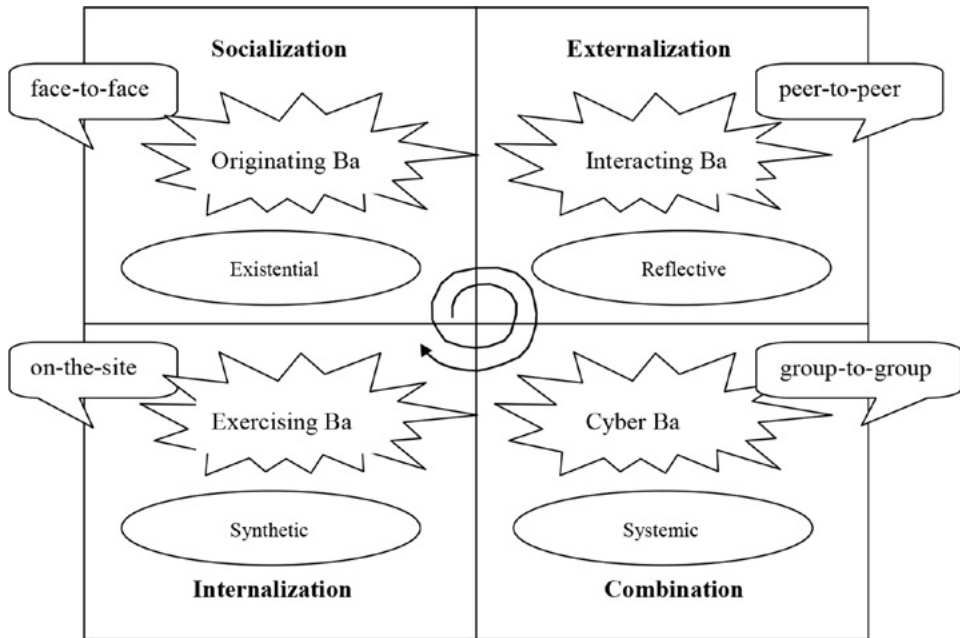 Socialization
face-to-face
Originating Ba
Existential
Externalization
peer-to-peer
Interacting Ba
Reflective
on-the-site
Exercising Ba
Synthetic
Internalization
group-to-group
Cyber Ba
Systemic
Combination